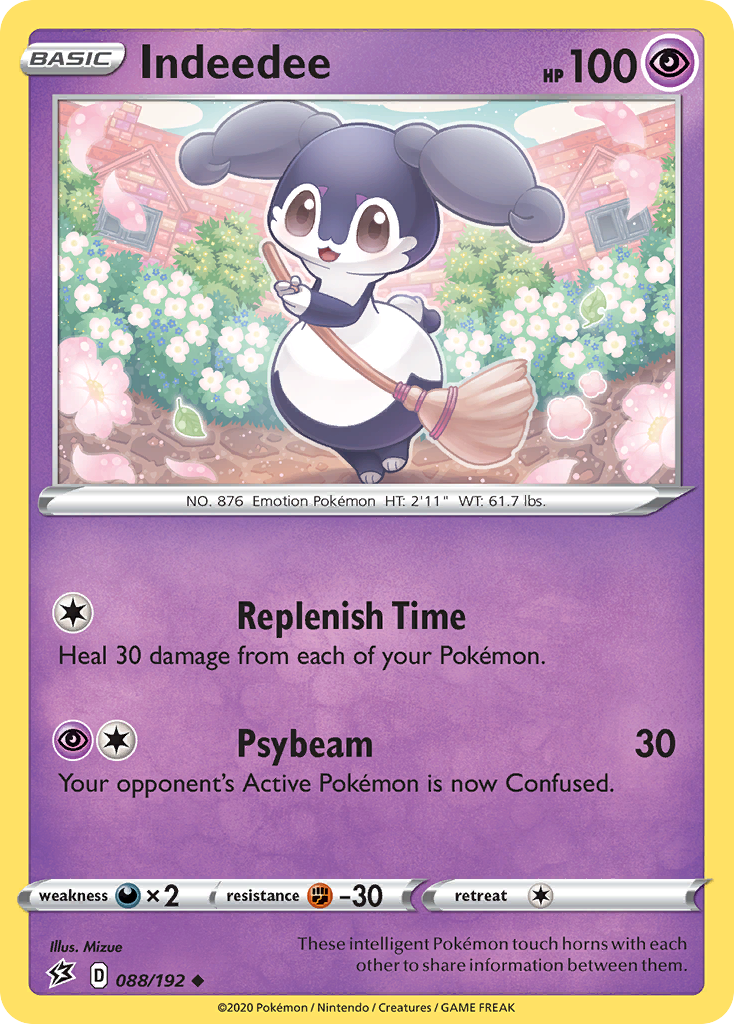 BASIC Indeedee HP 100
NO. 876 Emotion Pokémon HT: 2'11" WT: 61.7 lbs.
Replenish Time
Heal 30 damage from each of your Pokémon.
Psybeam 30
Your opponent's Active Pokémon is now Confused.
weakness ×2 resistance -30 retreat
Illus. Mizue
These intelligent Pokémon touch horns with each
other to share information between them.
D 088/192
©2020 Pokémon / Nintendo / Creatures / GAME FREAK